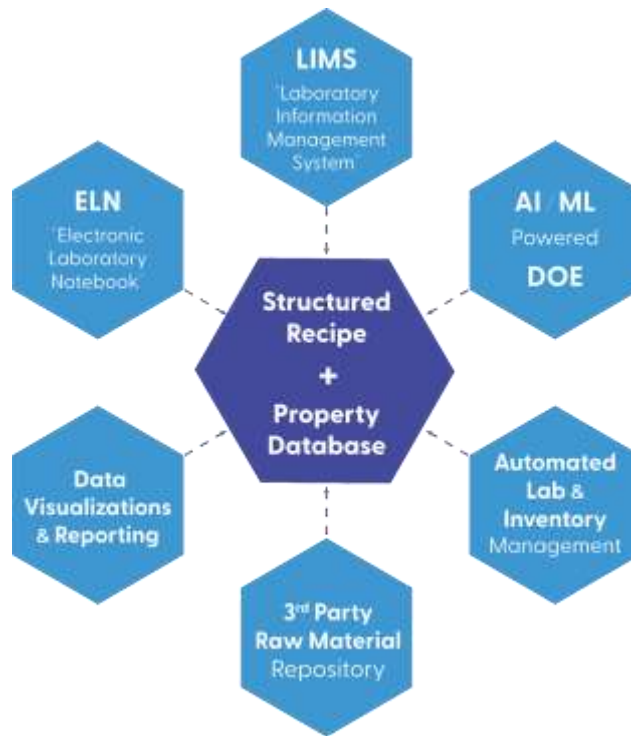 LIMS
"Laboratory
Information
Management
System"
ELN
"Electronic
Laboratory
Notebook"
AI / ML
Powered
DOE
Structured
Recipe
+
Property
Database
Data
Visualizations
& Reporting
Automated
Lab &
Inventory
Management
3rd Party
Raw Material
Repository